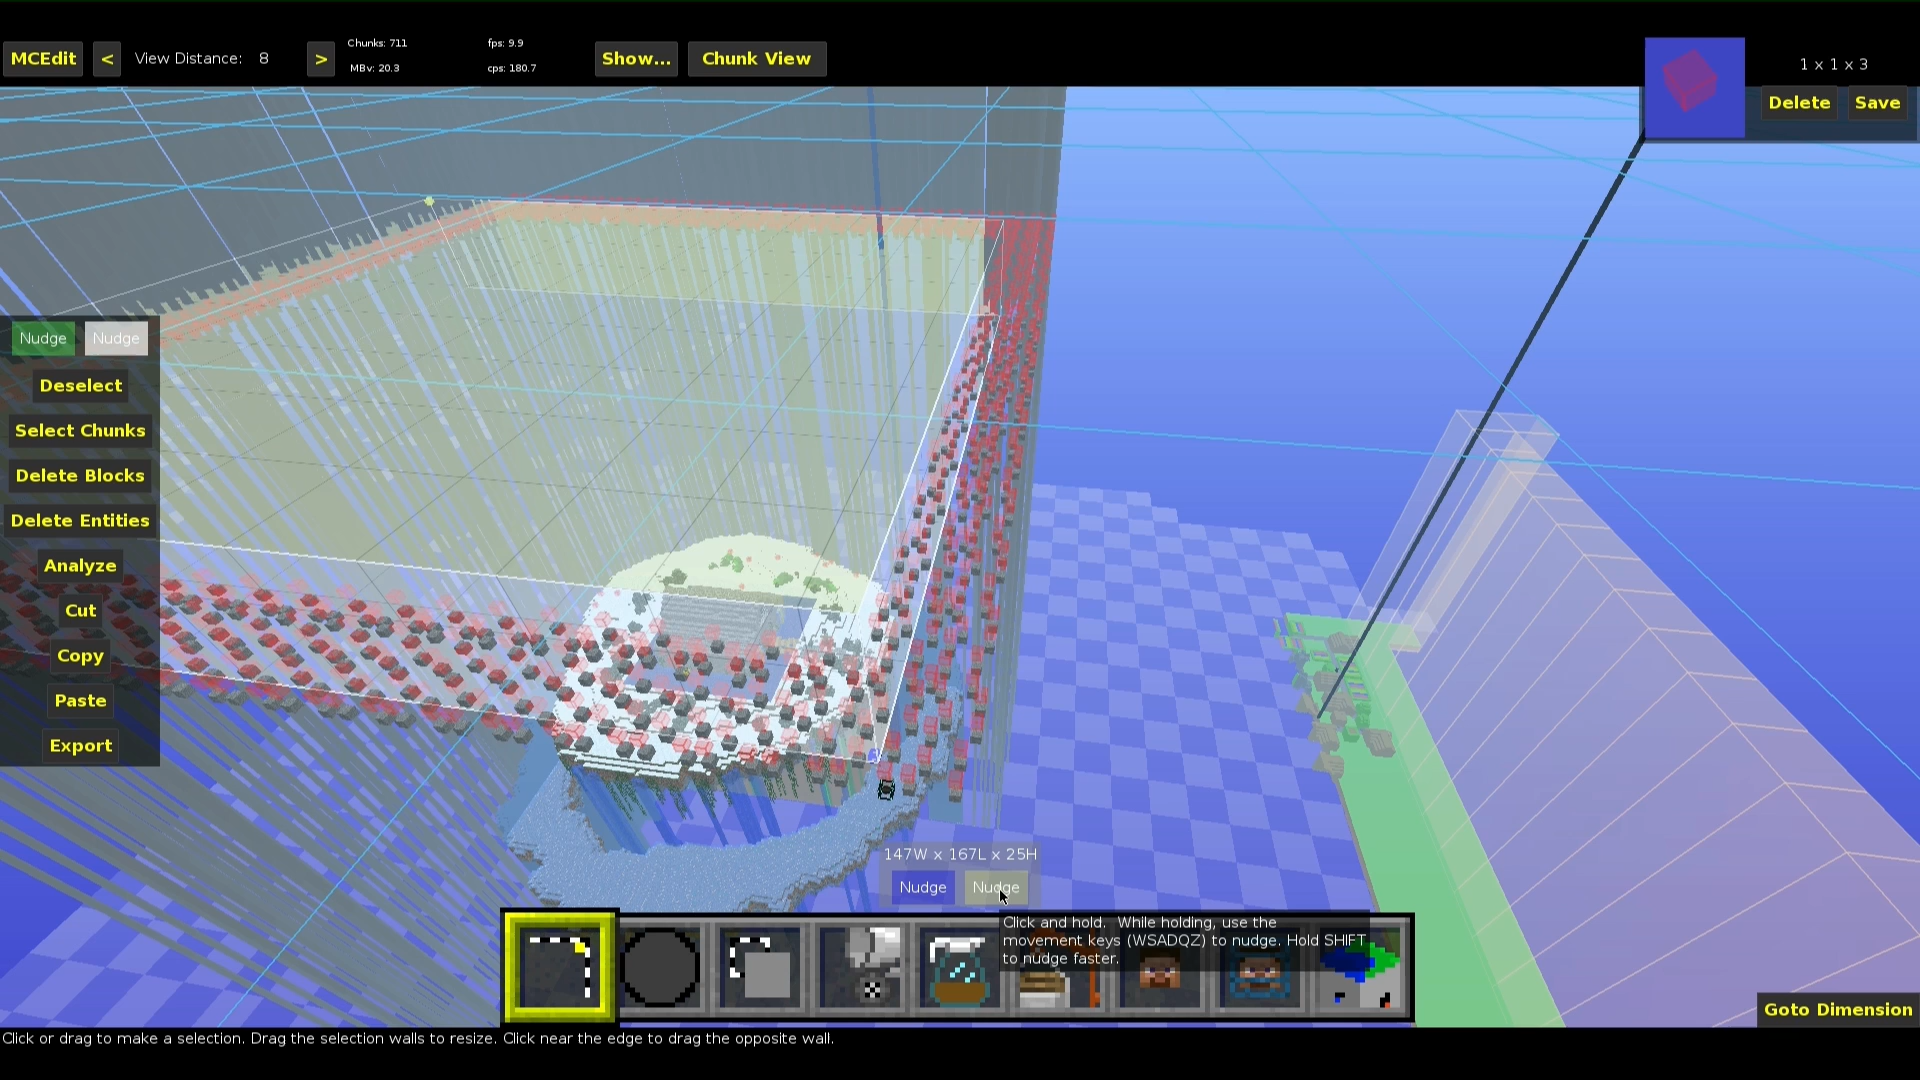 MCEdit < View Distance: 8 > Chunks: 711 fps: 9.9 Show... Chunk View
MBv: 20.3 cps: 180.7
1 x 1 x 3
Delete Save
Nudge Nudge
Deselect
Select Chunks
Delete Blocks
Delete Entities
Analyze
Cut
Copy
Paste
Export
147W x 167L x 25H
Nudge Nudge
Click and hold. While holding, use the
movement keys (WSADQZ) to nudge. Hold SHIFT
to nudge faster.
Goto Dimension
Click or drag to make a selection. Drag the selection walls to resize. Click near the edge to drag the opposite wall.